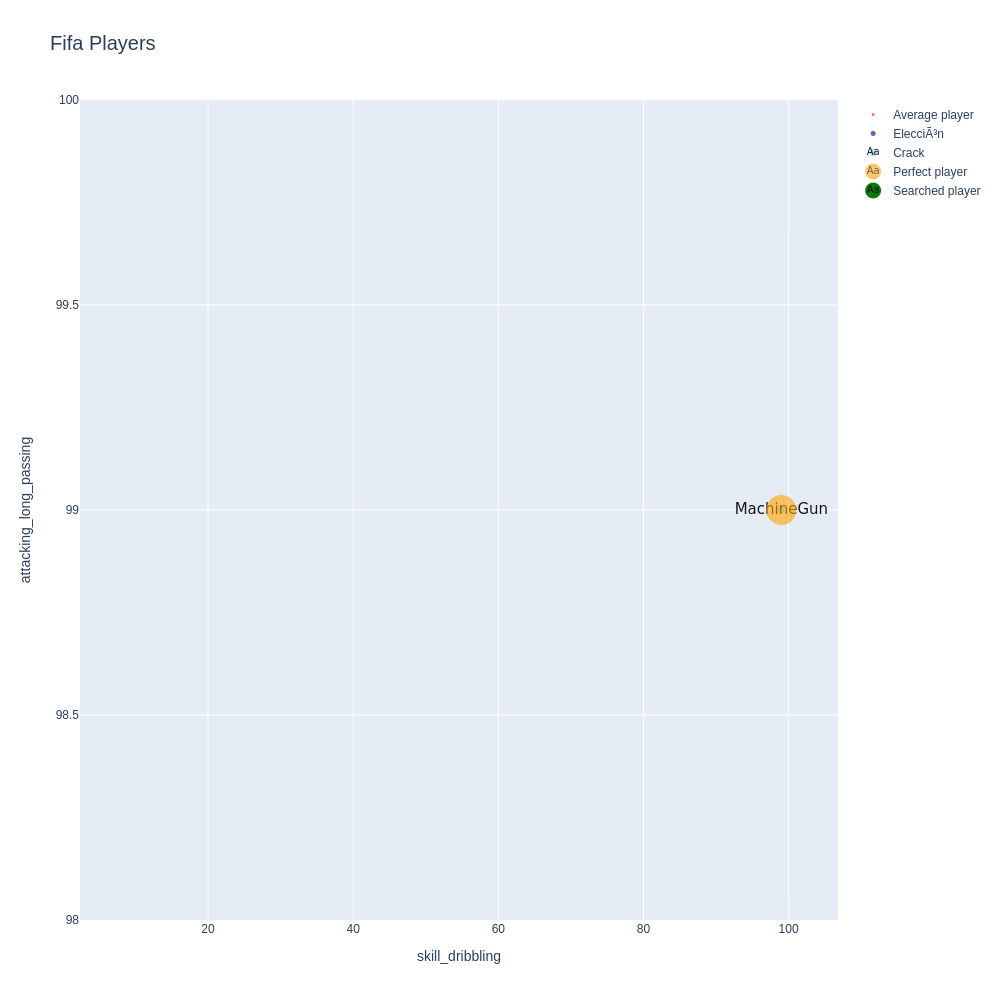 Fifa Players
100
99.5
99
98.5
98
attacking_long_passing
MachineGun
20 40 60 80 100
skill_dribbling
Average player
ElecciÃ³n
Aa Crack
Aa Perfect player
Aa Searched player